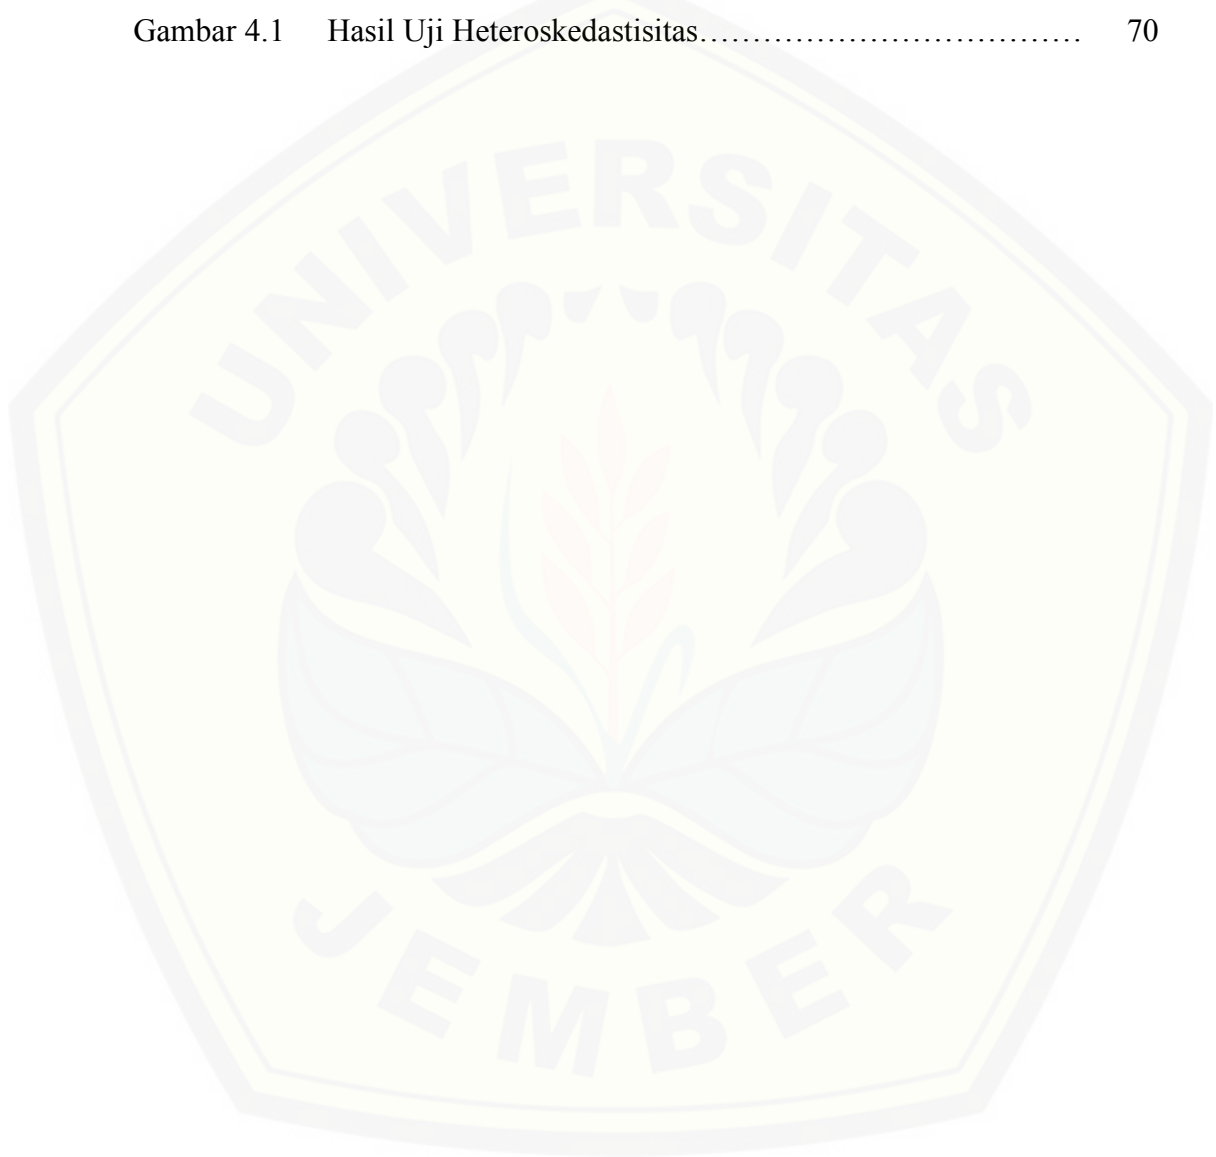 Gambar 4.1 Hasil Uji Heteroskedastisitas…………………………… 70
UNIVERSITAS
JEMBER